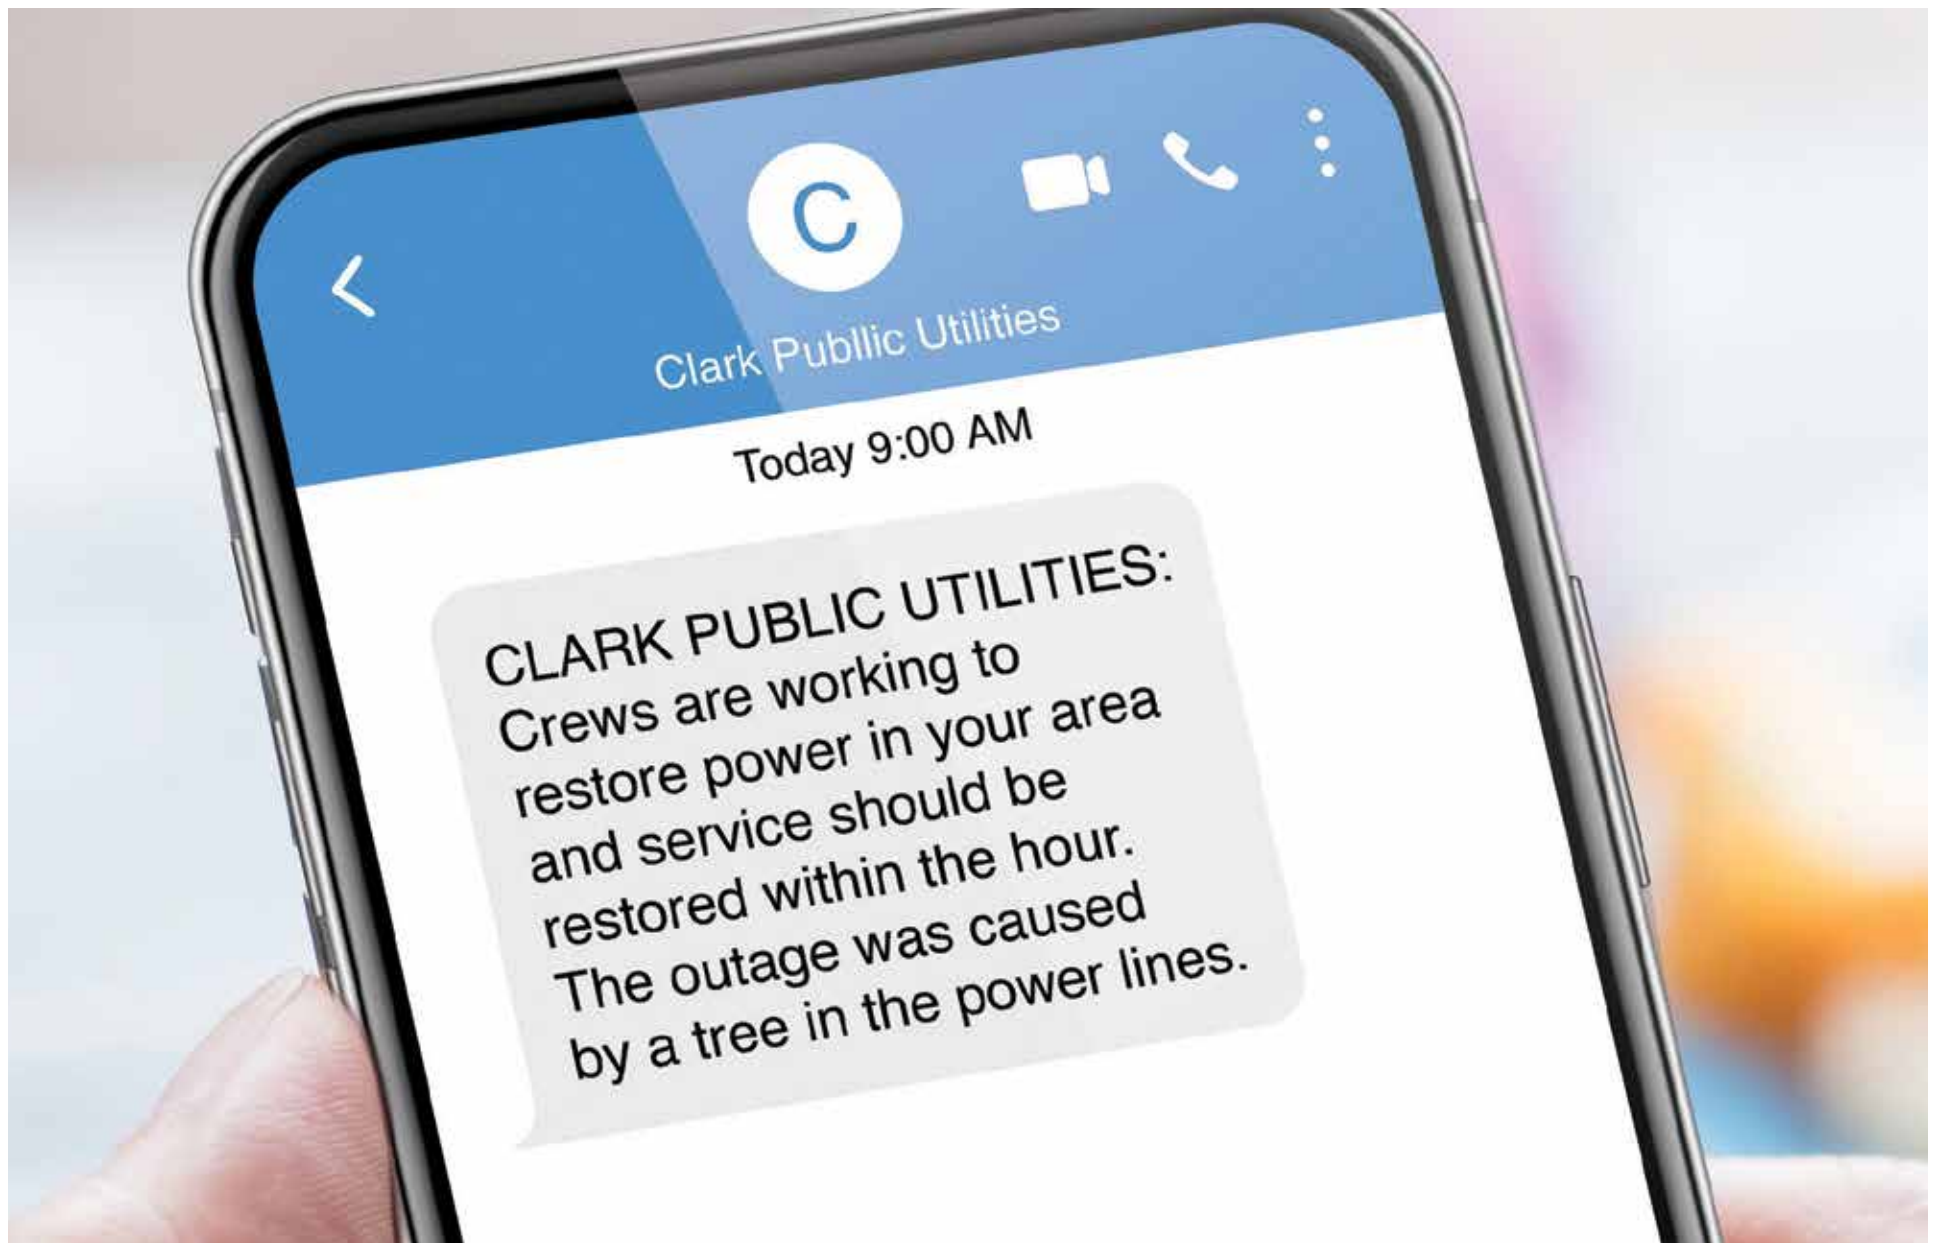 C
Clark Publlic Utilities
Today 9:00 AM
CLARK PUBLIC UTILITIES:
Crews are working to
restore power in your area
and service should be
restored within the hour.
The outage was caused
by a tree in the power lines.